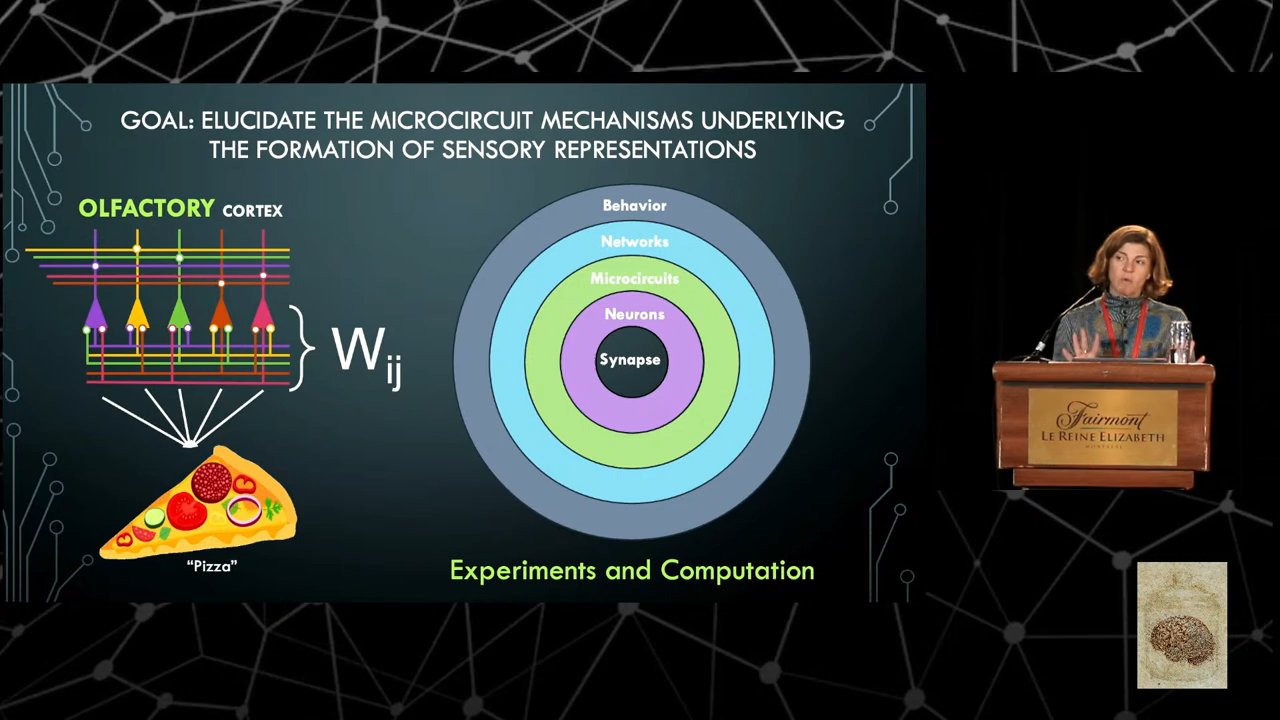 GOAL: ELUCIDATE THE MICROCIRCUIT MECHANISMS UNDERLYING
THE FORMATION OF SENSORY REPRESENTATIONS
OLFACTORY CORTEX
Wij
"Pizza"
Behavior
Networks
Microcircuits
Neurons
Synapse
Experiments and Computation
Fairmont
LE REINE ELIZABETH
MONTREAL